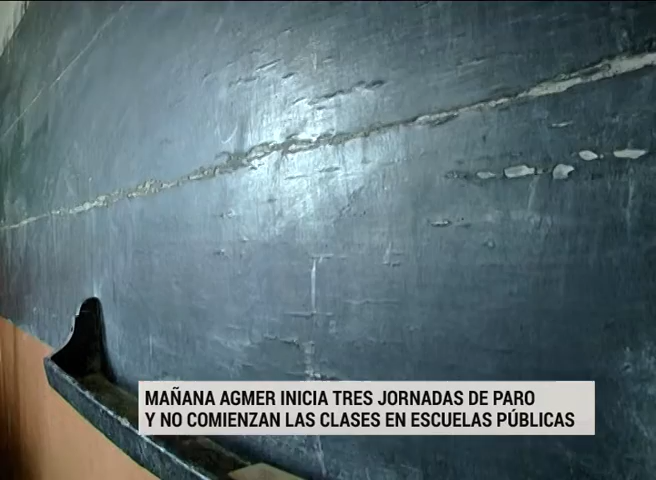 MAÑANA AGMER INICIA TRES JORNADAS DE PARO
Y NO COMIENZAN LAS CLASES EN ESCUELAS PÚBLICAS